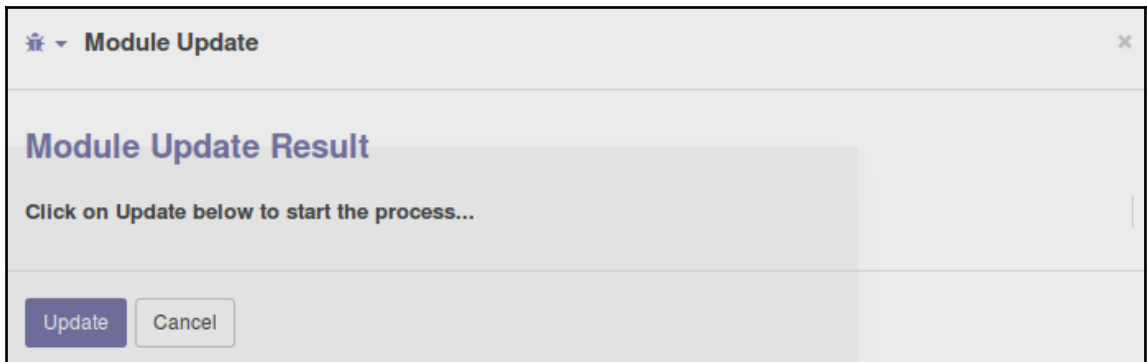 Module Update
Module Update Result
Click on Update below to start the process...
Update Cancel